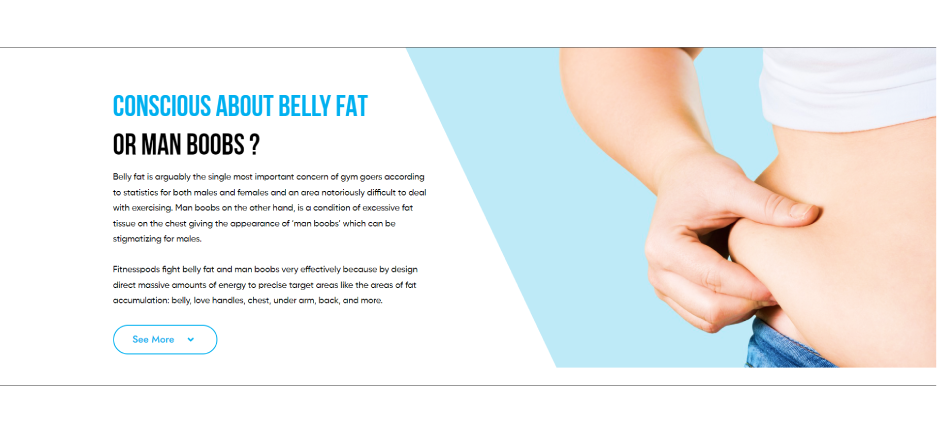 CONSCIOUS ABOUT BELLY FAT
OR MAN BOOBS ?
Belly fat is arguably the single most important concern of gym goers according
to statistics for both males and females and an area notoriously difficult to deal
with exercising. Man boobs on the other hand, is a condition of excessive fat
tissue on the chest giving the appearance of 'man boobs' which can be
stigmatizing for males.
Fitnesspods fight belly fat and man boobs very effectively because by design
direct massive amounts of energy to precise target areas like the areas of fat
accumulation: belly, love handles, chest, under arm, back, and more.
See More